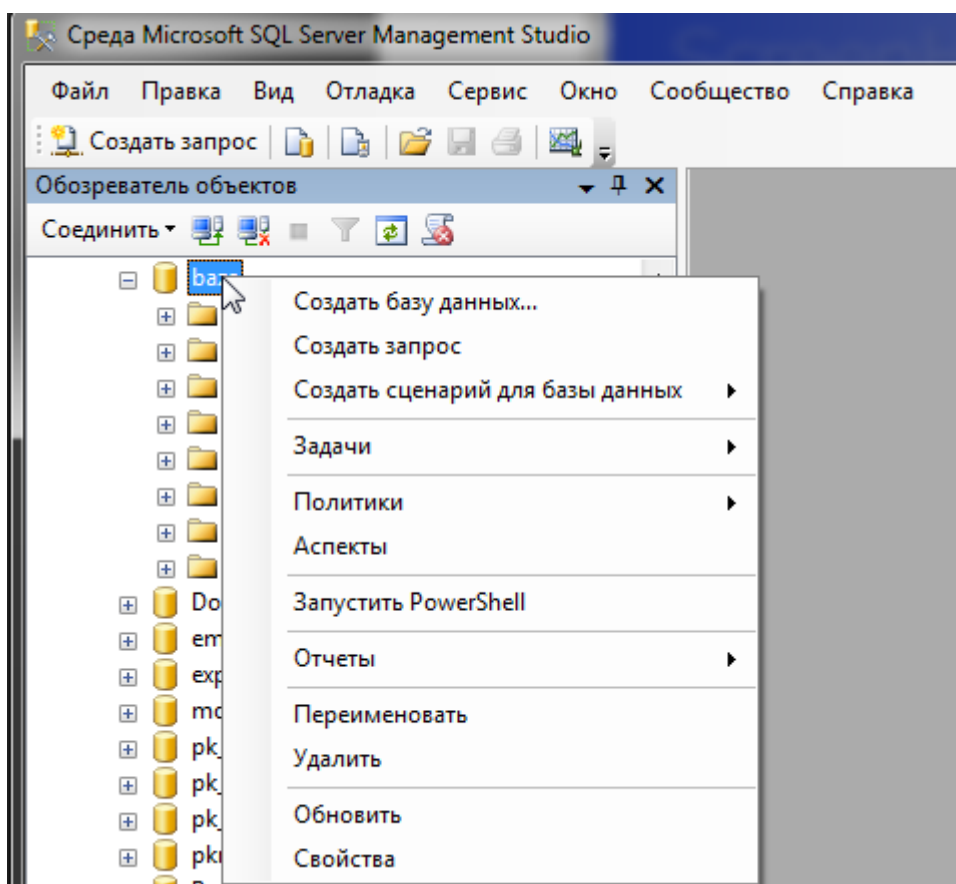 Среда Microsoft SQL Server Management Studio
Файл Правка Вид Отладка Сервис Окно Сообщество Справка
Создать запрос
Обозреватель объектов
Соединить
Создать базу данных...
Создать запрос
Создать сценарий для базы данных
Задачи
Политики
Аспекты
Запустить PowerShell
Отчеты
Переименовать
Удалить
Обновить
Свойства